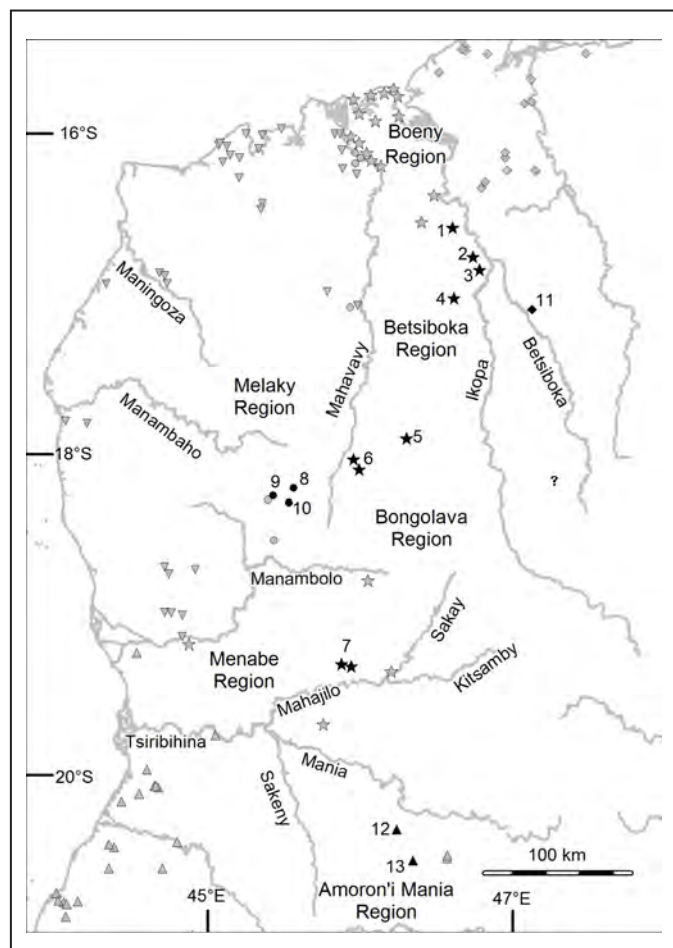 16°S
Boeny
Region
1
2
3
4
11
Maningoza
Mahavavy
Betsiboka
Region
Ikopa
Betsiboka
Melaky
Region
Manambaho
5
18°S
6
9
8
10
?
Bongolava
Region
Manambolo
7
Sakay
Menabe
Region
Kitsamby
Mahajilo
Tsiribihina
Mania
20°S
Sakeny
12
13
100 km
45°E
47°E
Amoron'i Mania
Region